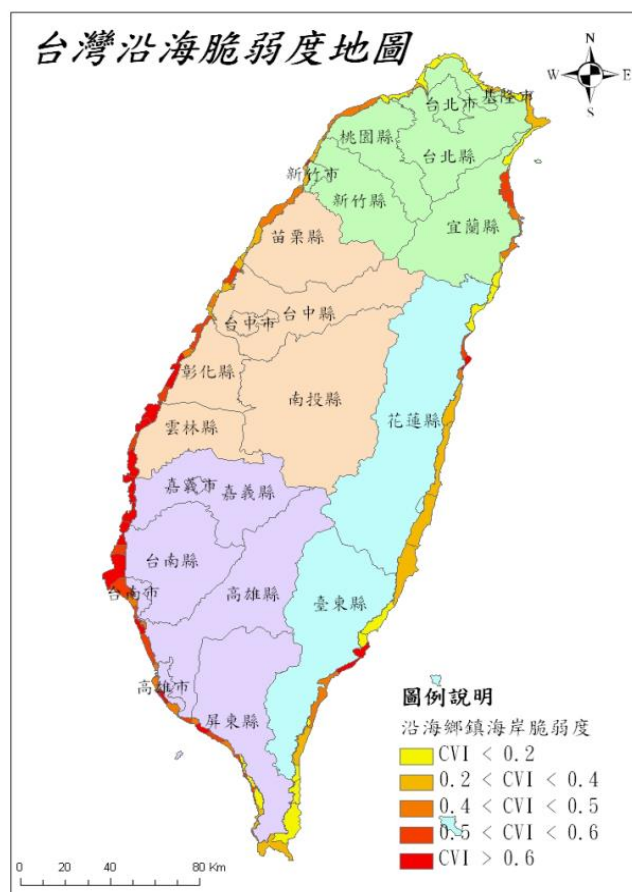 台灣沿海脆弱度地圖
N
W E
S
基隆市
台北市
桃園縣
台北縣
新竹市
新竹縣
宜蘭縣
苗栗縣
台中縣
台中市
彰化縣
南投縣
花蓮縣
雲林縣
嘉義市
嘉義縣
台南縣
台南市
高雄縣
臺東縣
高雄市
屏東縣
圖例說明
沿海鄉鎮海岸脆弱度
CVI < 0.2
0.2 < CVI < 0.4
0.4 < CVI < 0.5
0.5 < CVI < 0.6
CVI > 0.6
0 20 40 80 Km